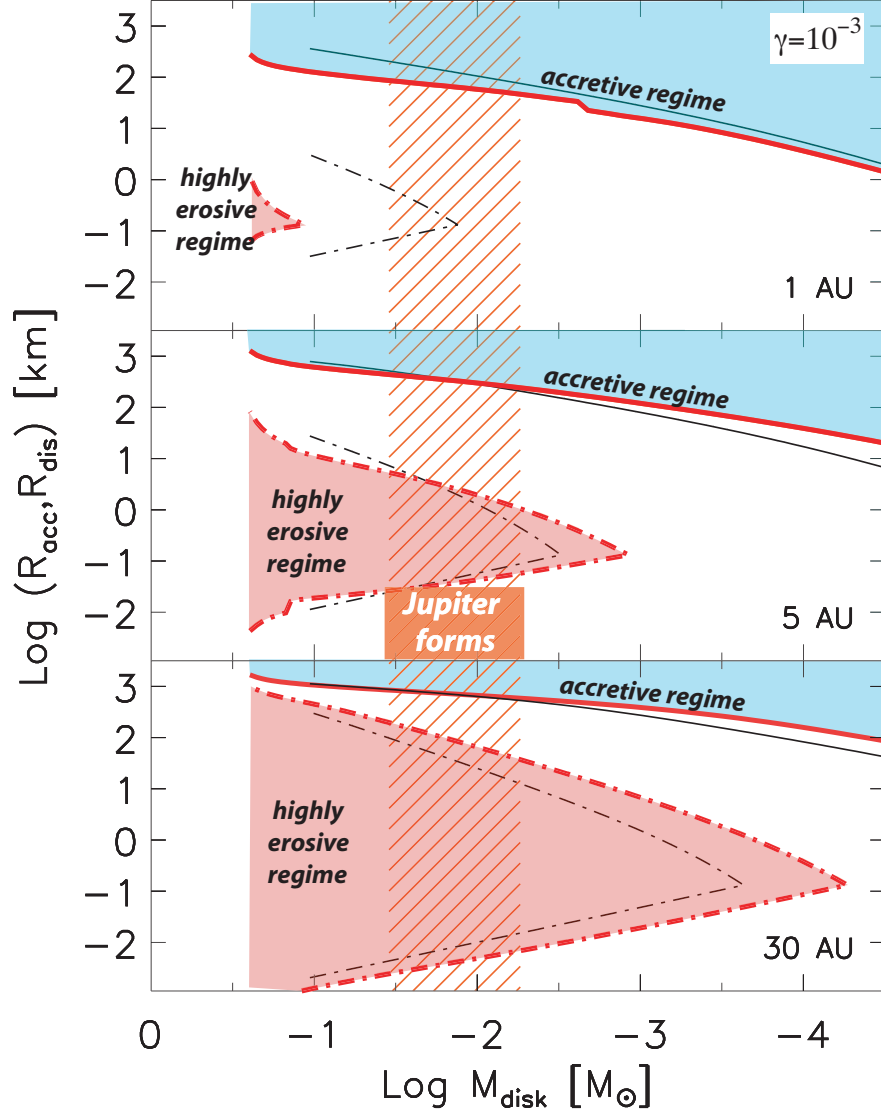 3
2
1
0
−1
−2
γ=10⁻³
accretive regime
highly
erosive
regime
1 AU
3
2
1
0
−1
−2
accretive regime
highly
erosive
regime
Jupiter
forms
5 AU
3
2
1
0
−1
−2
accretive regime
highly
erosive
regime
30 AU
Log (R_acc,R_dis) [km]
0 −1 −2 −3 −4
Log M_disk [M_⊙]